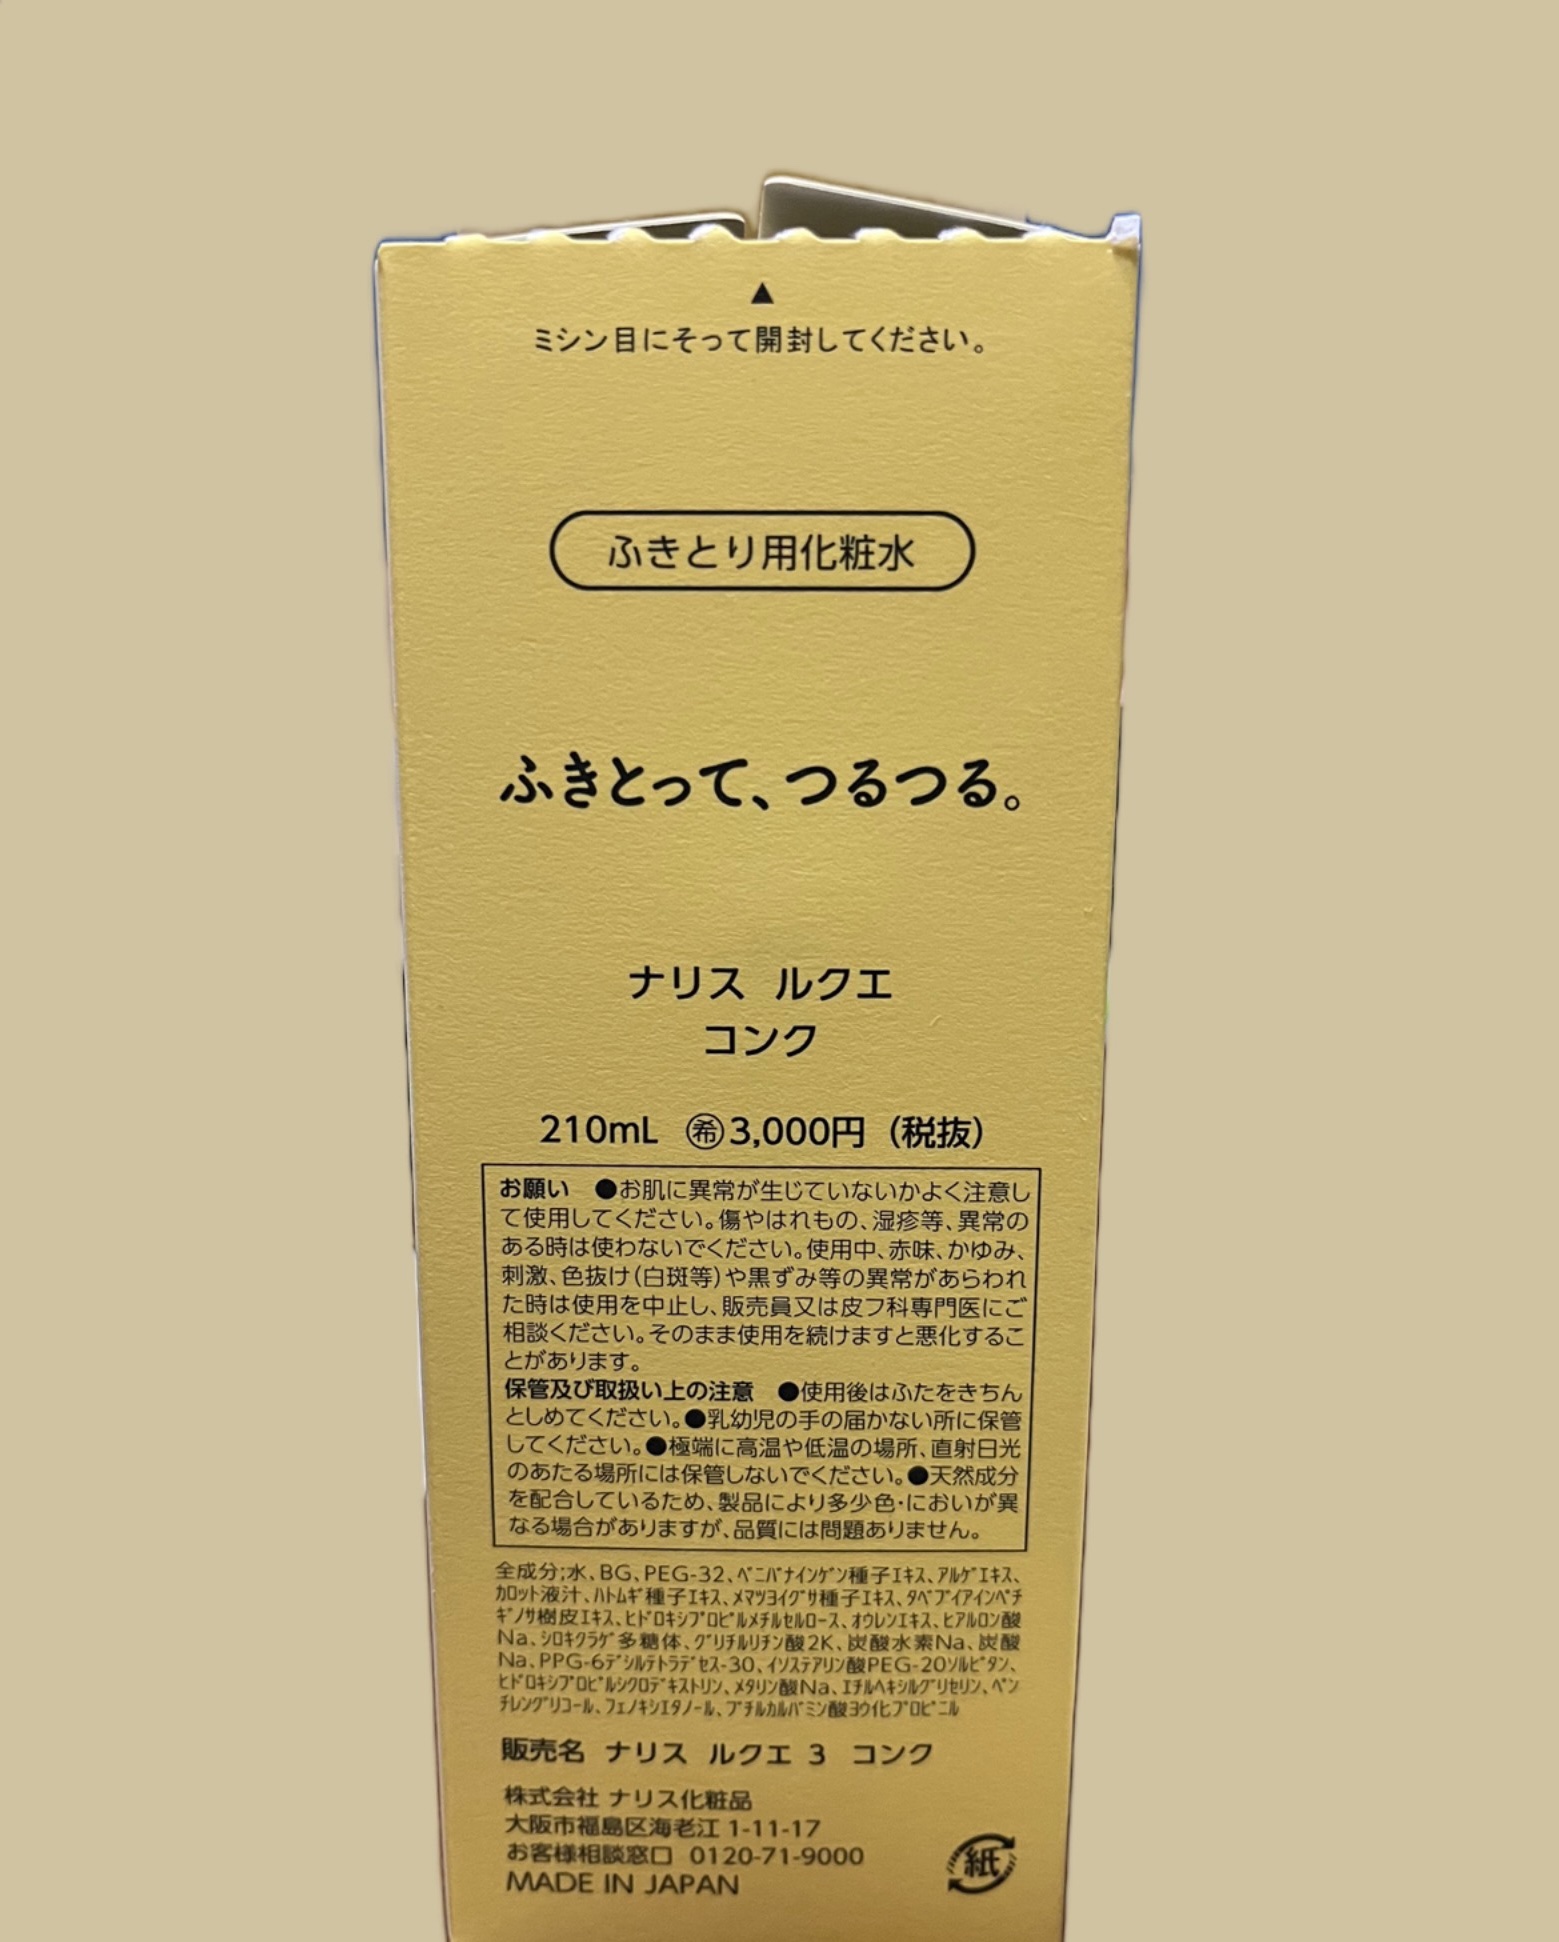 ▲
ミシン目にそって開封してください。
ふきとり用化粧水
ふきとって、つるつる。
ナリス ルクエ
コンク
210mL ㊗3,000円（税抜）
お願い ●お肌に異常が生じていないかよく注意し
て使用してください。傷やはれもの、湿疹等、異常の
ある時は使わないでください。使用中、赤味、かゆみ、
刺激、色抜け(白斑等)や黒ずみ等の異常があらわれ
た時は使用を中止し、販売員又は皮フ科専門医にご
相談ください。そのまま使用を続けますと悪化するこ
とがあります。
保管及び取扱い上の注意 ●使用後はふたをきちん
としめてください。●乳幼児の手の届かない所に保管
してください。●極端に高温や低温の場所、直射日光
のあたる場所には保管しないでください。●天然成分
を配合しているため、製品により多少色・においが異
なる場合がありますが、品質には問題ありません。
全成分;水、BG、PEG-32、ﾍﾞﾆﾊﾞﾅｲﾝｹﾞﾝ種子ｴｷｽ、ｱﾙｹﾞｴｷｽ、
ｶﾛｯﾄ液汁、ﾊﾄﾑｷﾞ種子ｴｷｽ、ﾒﾏﾂﾖｲｸﾞｻ種子ｴｷｽ、ﾀﾍﾞﾌﾞｲｱｲﾝﾍﾟﾁ
ｷﾞﾉｻ樹皮ｴｷｽ、ﾋﾄﾞﾛｷｼﾌﾟﾛﾋﾟﾙﾒﾁﾙｾﾙﾛｰｽ、ｵｳﾚﾝｴｷｽ、ﾋｱﾙﾛﾝ酸
Na、ｼﾛｷｸﾗｹﾞ多糖体、ｸﾞﾘﾁﾙﾘﾁﾝ酸2K、炭酸水素Na、炭酸
Na、PPG-6ﾃﾞｼﾙﾃﾄﾗﾃﾞｾｽ-30、ｲｿｽﾃｱﾘﾝ酸PEG-20ｿﾙﾋﾞﾀﾝ、
ﾋﾄﾞﾛｷｼﾌﾟﾛﾋﾟﾙｼｸﾛﾃﾞｷｽﾄﾘﾝ、ﾒﾀﾘﾝ酸Na、ｴﾁﾙﾍｷｼﾙｸﾞﾘｾﾘﾝ、ﾍﾟﾝ
ﾁﾚﾝｸﾞﾘｺｰﾙ、ﾌｪﾉｷｼｴﾀﾉｰﾙ、ﾌﾞﾁﾙｶﾙﾊﾞﾐﾝ酸ﾖｳ化ﾌﾟﾛﾋﾟﾆﾙ
販売名 ナリス ルクエ 3 コンク
株式会社 ナリス化粧品
大阪市福島区海老江 1-11-17
お客様相談窓口 0120-71-9000
MADE IN JAPAN
紙